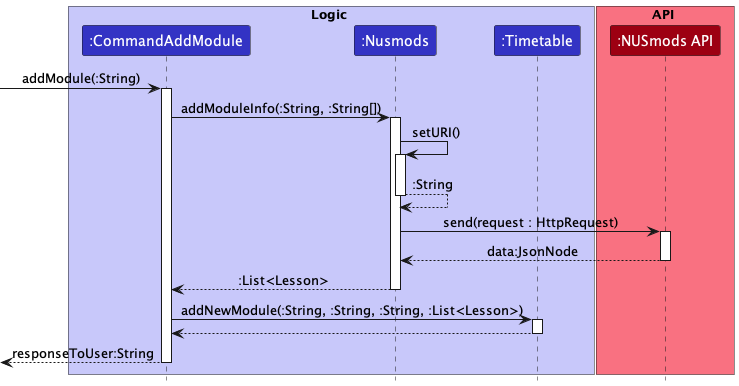 Logic
API
:CommandAddModule
:Nusmods
:Timetable
:NUSmods API
addModule(:String)
addModuleInfo(:String, :String[])
setURI()
:String
send(request : HttpRequest)
data:JsonNode
:List<Lesson>
addNewModule(:String, :String, :String, :List<Lesson>)
responseToUser:String